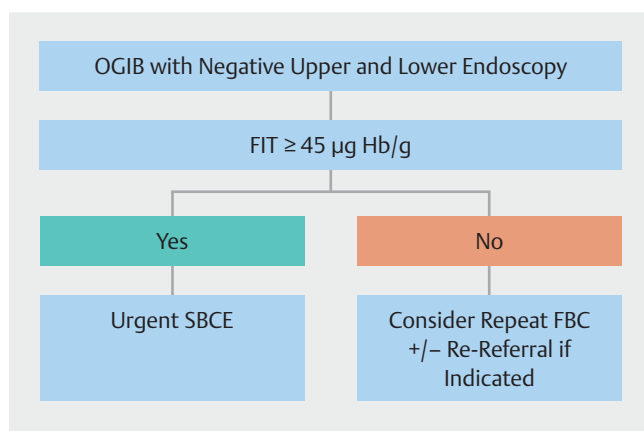 OGIB with Negative Upper and Lower Endoscopy
FIT ≥ 45 µg Hb/g
Yes
No
Urgent SBCE
Consider Repeat FBC
+/− Re-Referral if
Indicated